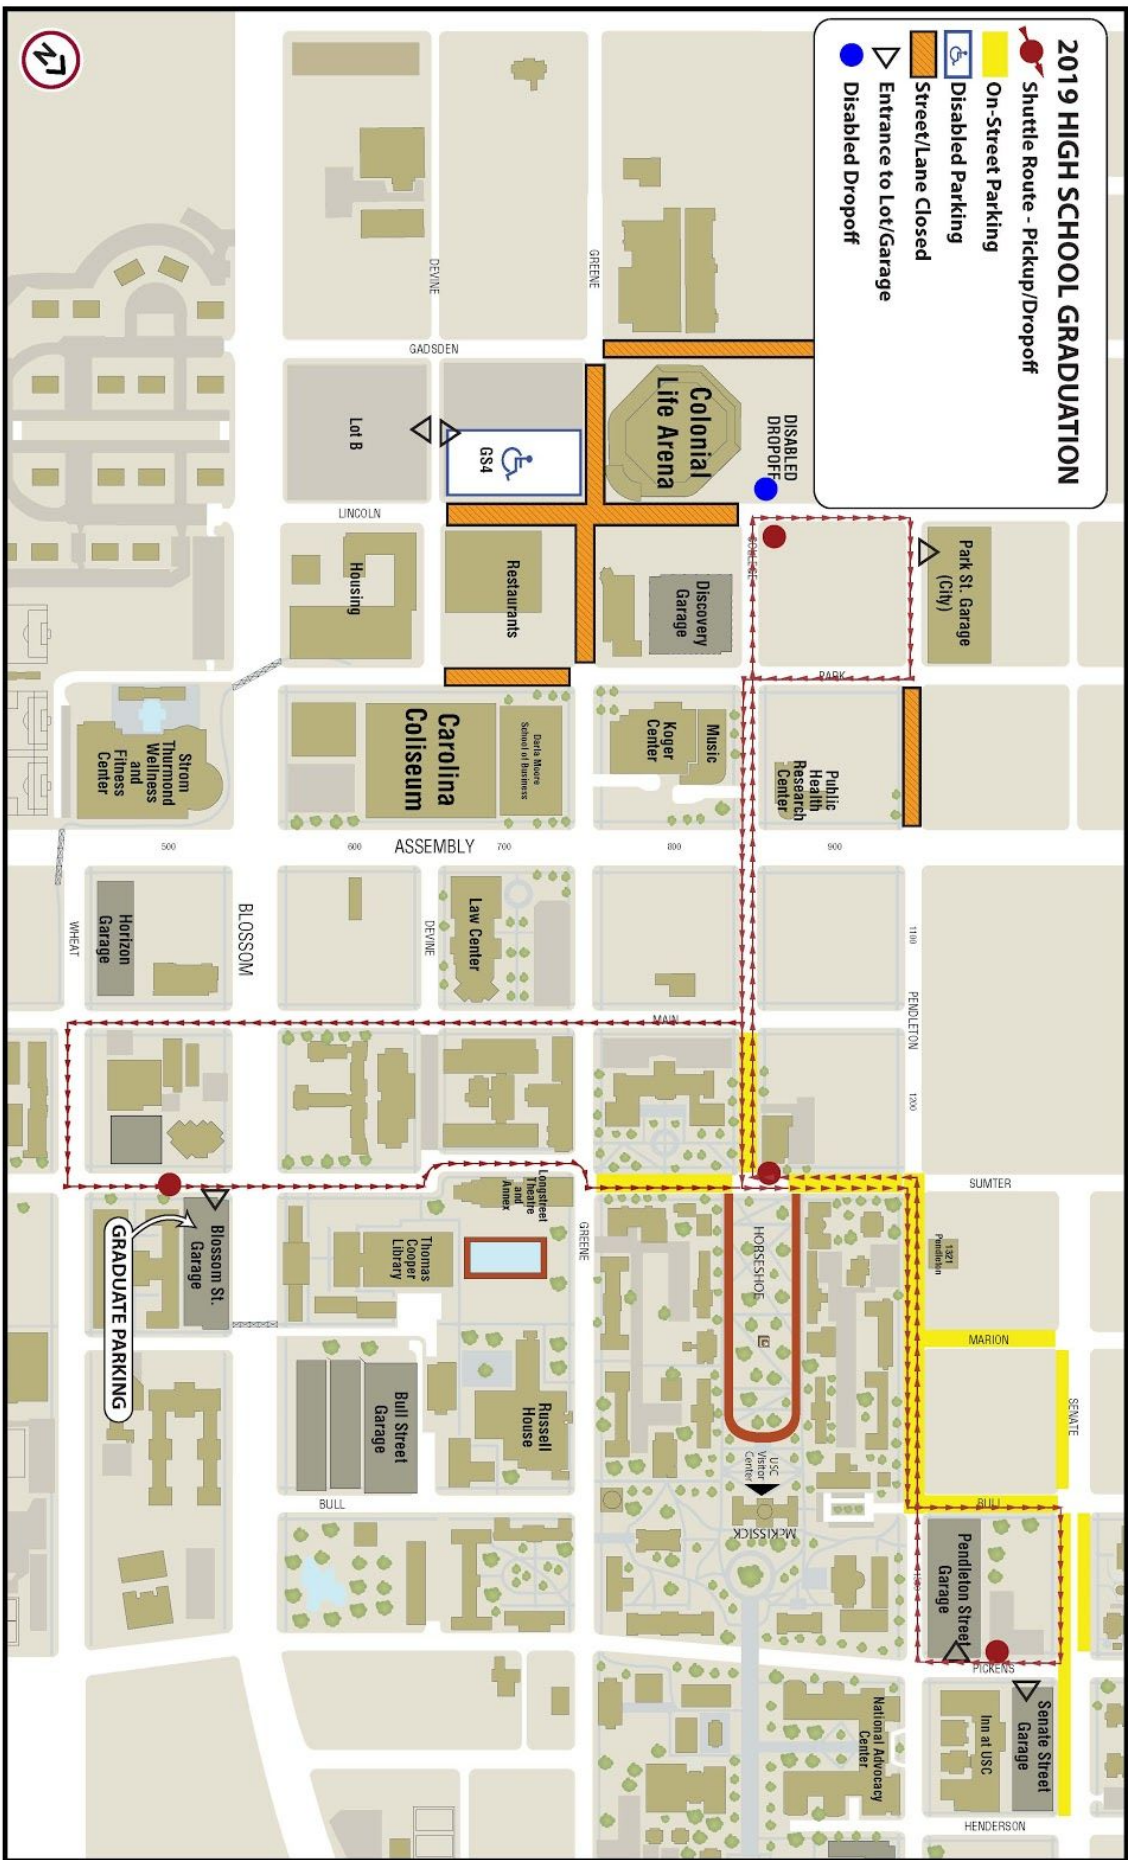 2019 HIGH SCHOOL GRADUATION
Shuttle Route - Pickup/Dropoff
On-Street Parking
Disabled Parking
Street/Lane Closed
Entrance to Lot/Garage
Disabled Dropoff
N
GREENE
DEVINE
GADSDEN
Colonial
Life Arena
DISABLED
DROPOFF
GS4
Lot B
LINCOLN
COLLEGE
Park St. Garage
(City)
Discovery
Garage
Restaurants
Housing
PARK
Public
Health
Research
Center
Music
Koger
Center
Darla Moore
School of Business
Carolina
Coliseum
Strom
Thurmond
Wellness
and
Fitness
Center
ASSEMBLY
500
600
700
800
900
1100
PENDLETON
1200
Law Center
DEVINE
BLOSSOM
Horizon
Garage
WHEAT
MAIN
SUMTER
1321
Pendleton
HORSESHOE
Longstreet
Theatre
and
Annex
GREENE
Thomas
Cooper
Library
Blossom St.
Garage
GRADUATE PARKING
MARION
SENATE
USC
Visitor
Center
MCKISSICK
Russell
House
Bull Street
Garage
BULL
BULL
Pendleton Street
Garage
PICKENS
Senate Street
Garage
Inn at USC
National Advocacy
Center
HENDERSON